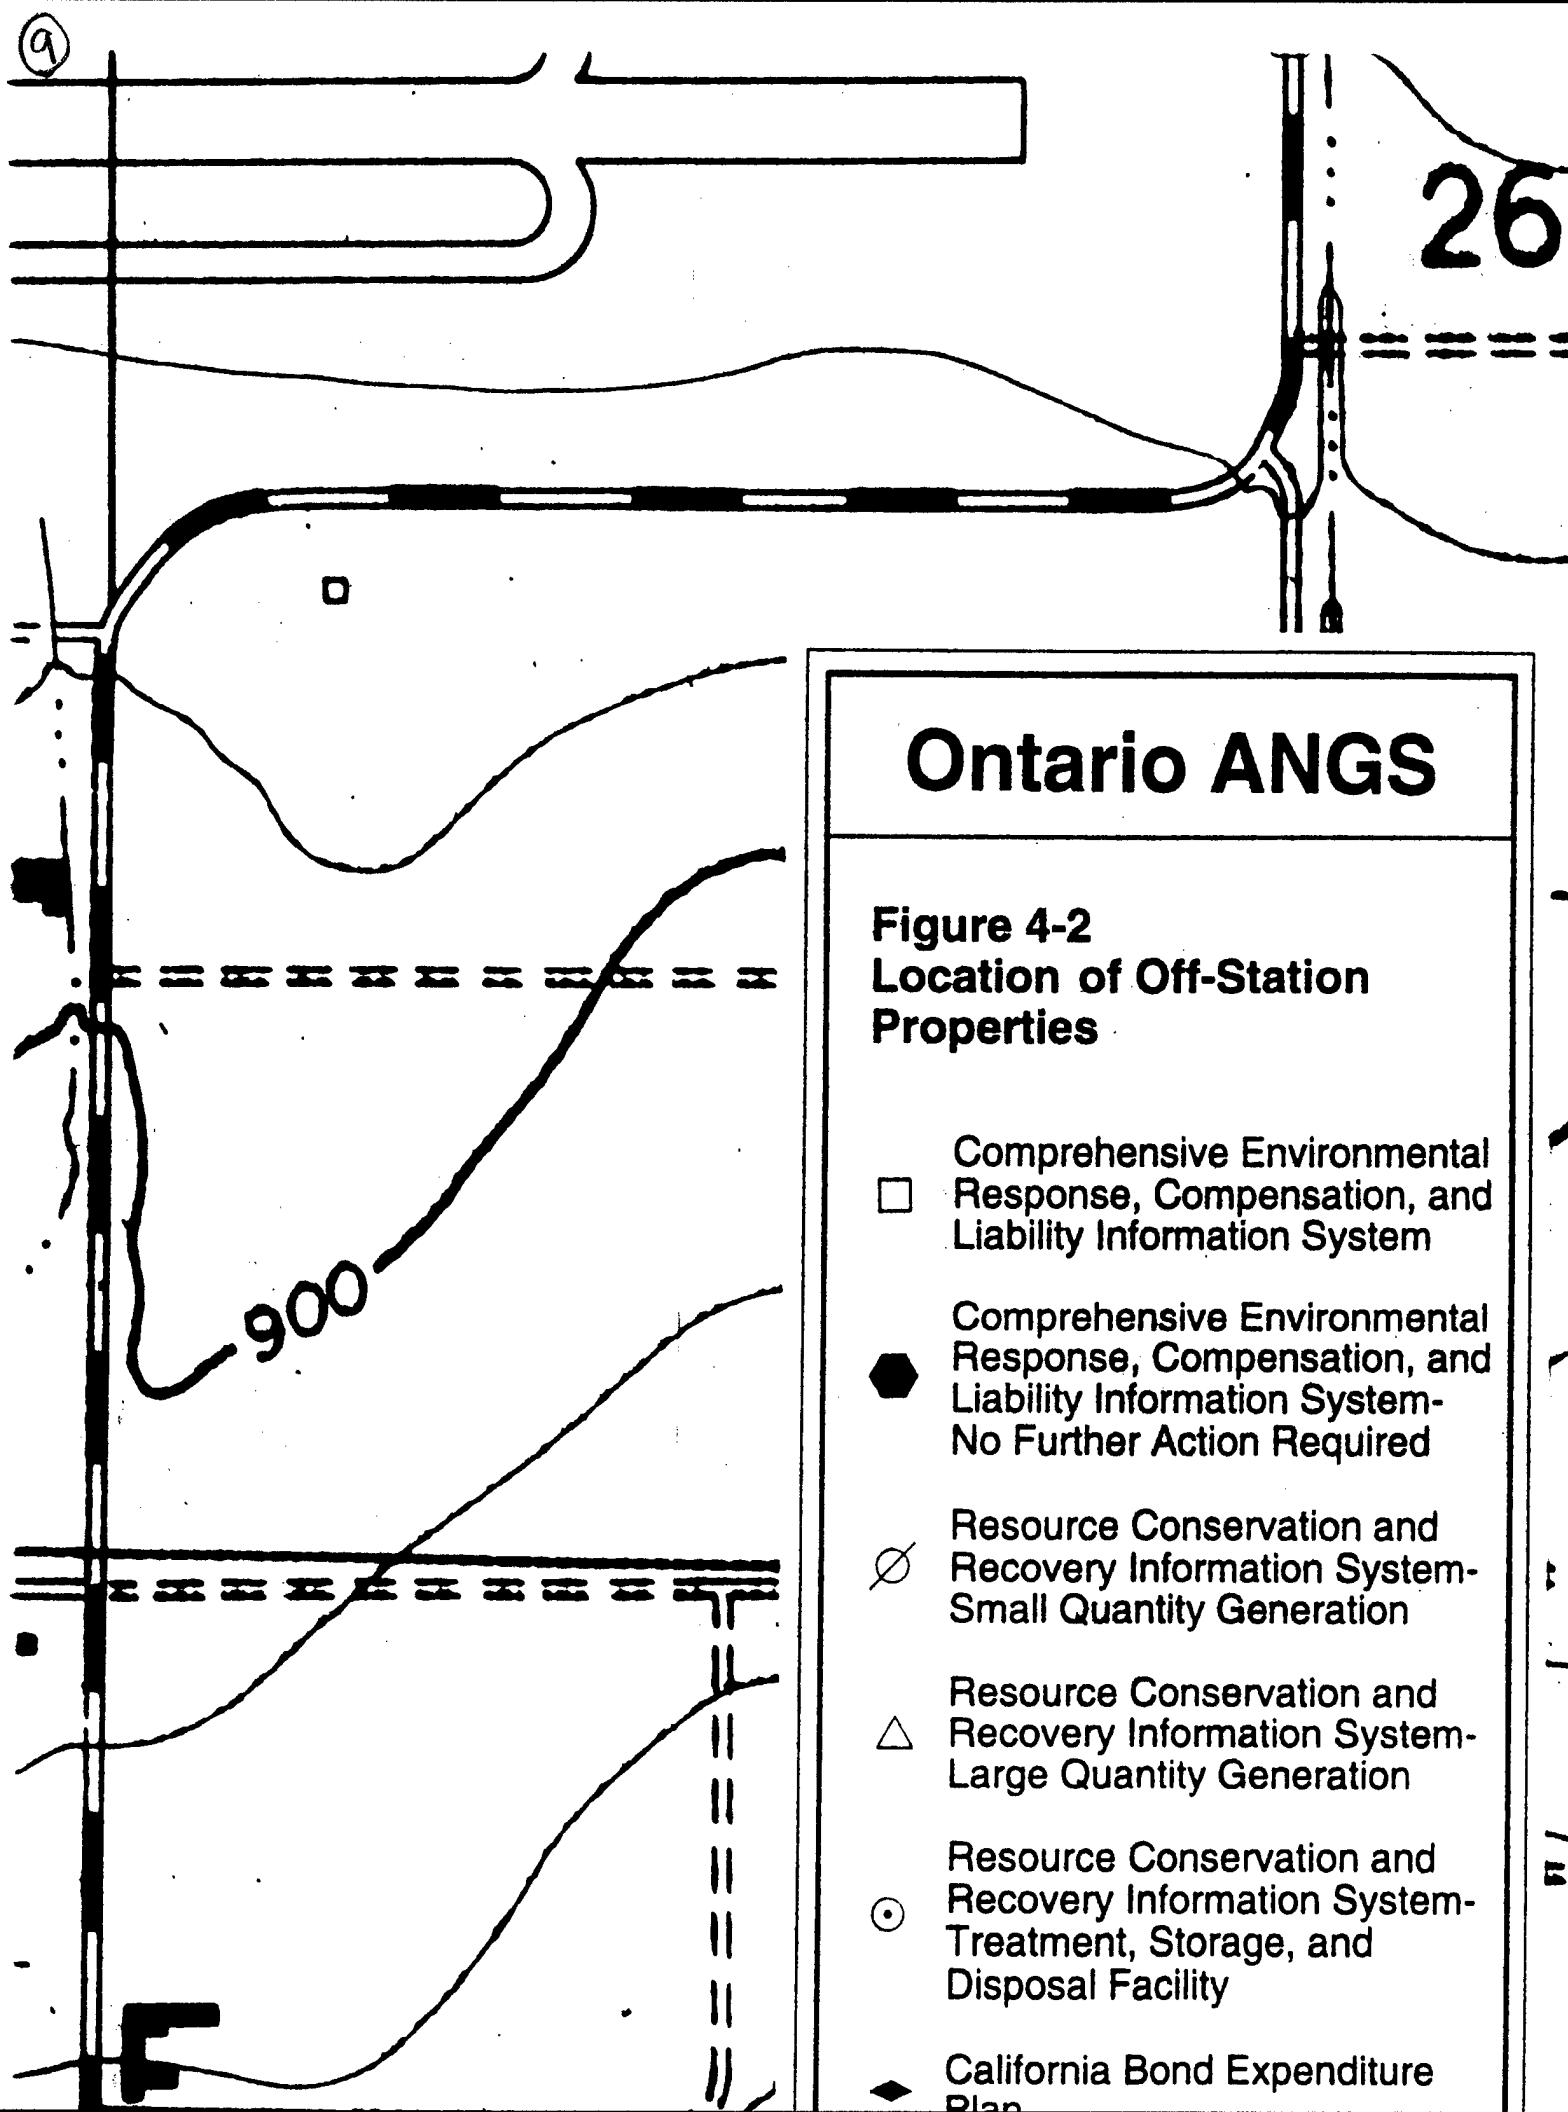 9
26
Ontario ANGS
Figure 4-2
Location of Off-Station
Properties
Comprehensive Environmental
Response, Compensation, and
Liability Information System
Comprehensive Environmental
Response, Compensation, and
Liability Information System-
No Further Action Required
Resource Conservation and
Recovery Information System-
Small Quantity Generation
Resource Conservation and
Recovery Information System-
Large Quantity Generation
Resource Conservation and
Recovery Information System-
Treatment, Storage, and
Disposal Facility
California Bond Expenditure
Plan
900